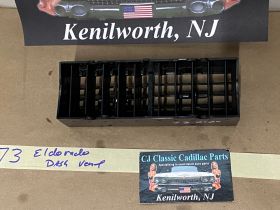 Kenilworth, NJ
73 Eldorado
Dash Vent
CJ Classic Cadillac Parts
Kenilworth, NJ